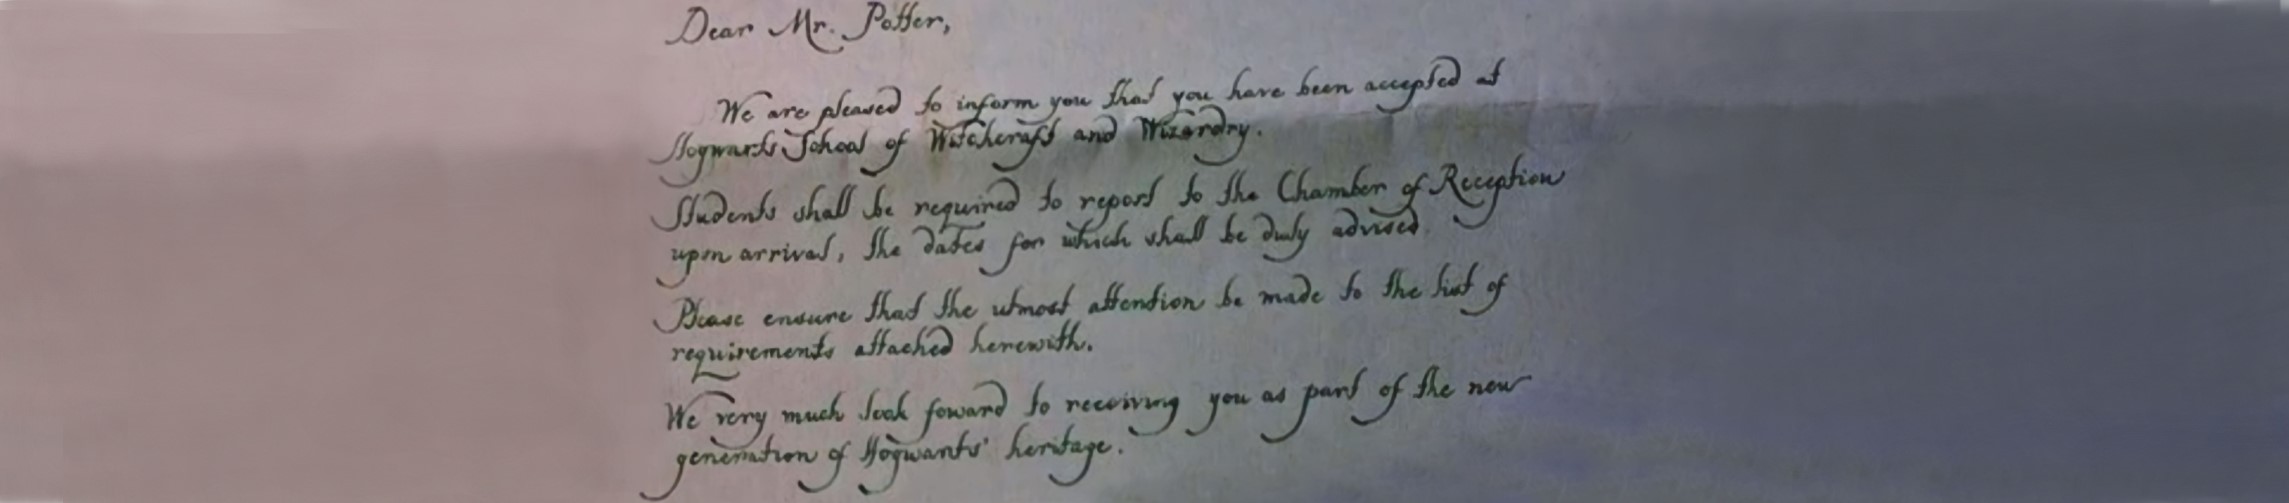 Dear Mr. Potter,
We are pleased to inform you that you have been accepted at
Hogwarts School of Witchcraft and Wizardry.
Students shall be required to report to the Chamber of Reception
upon arrival, the dates for which shall be duly advised.
Please ensure that the utmost attention be made to the list of
requirements attached herewith.
We very much look foward to receiving you as part of the new
generation of Hogwarts' heritage.